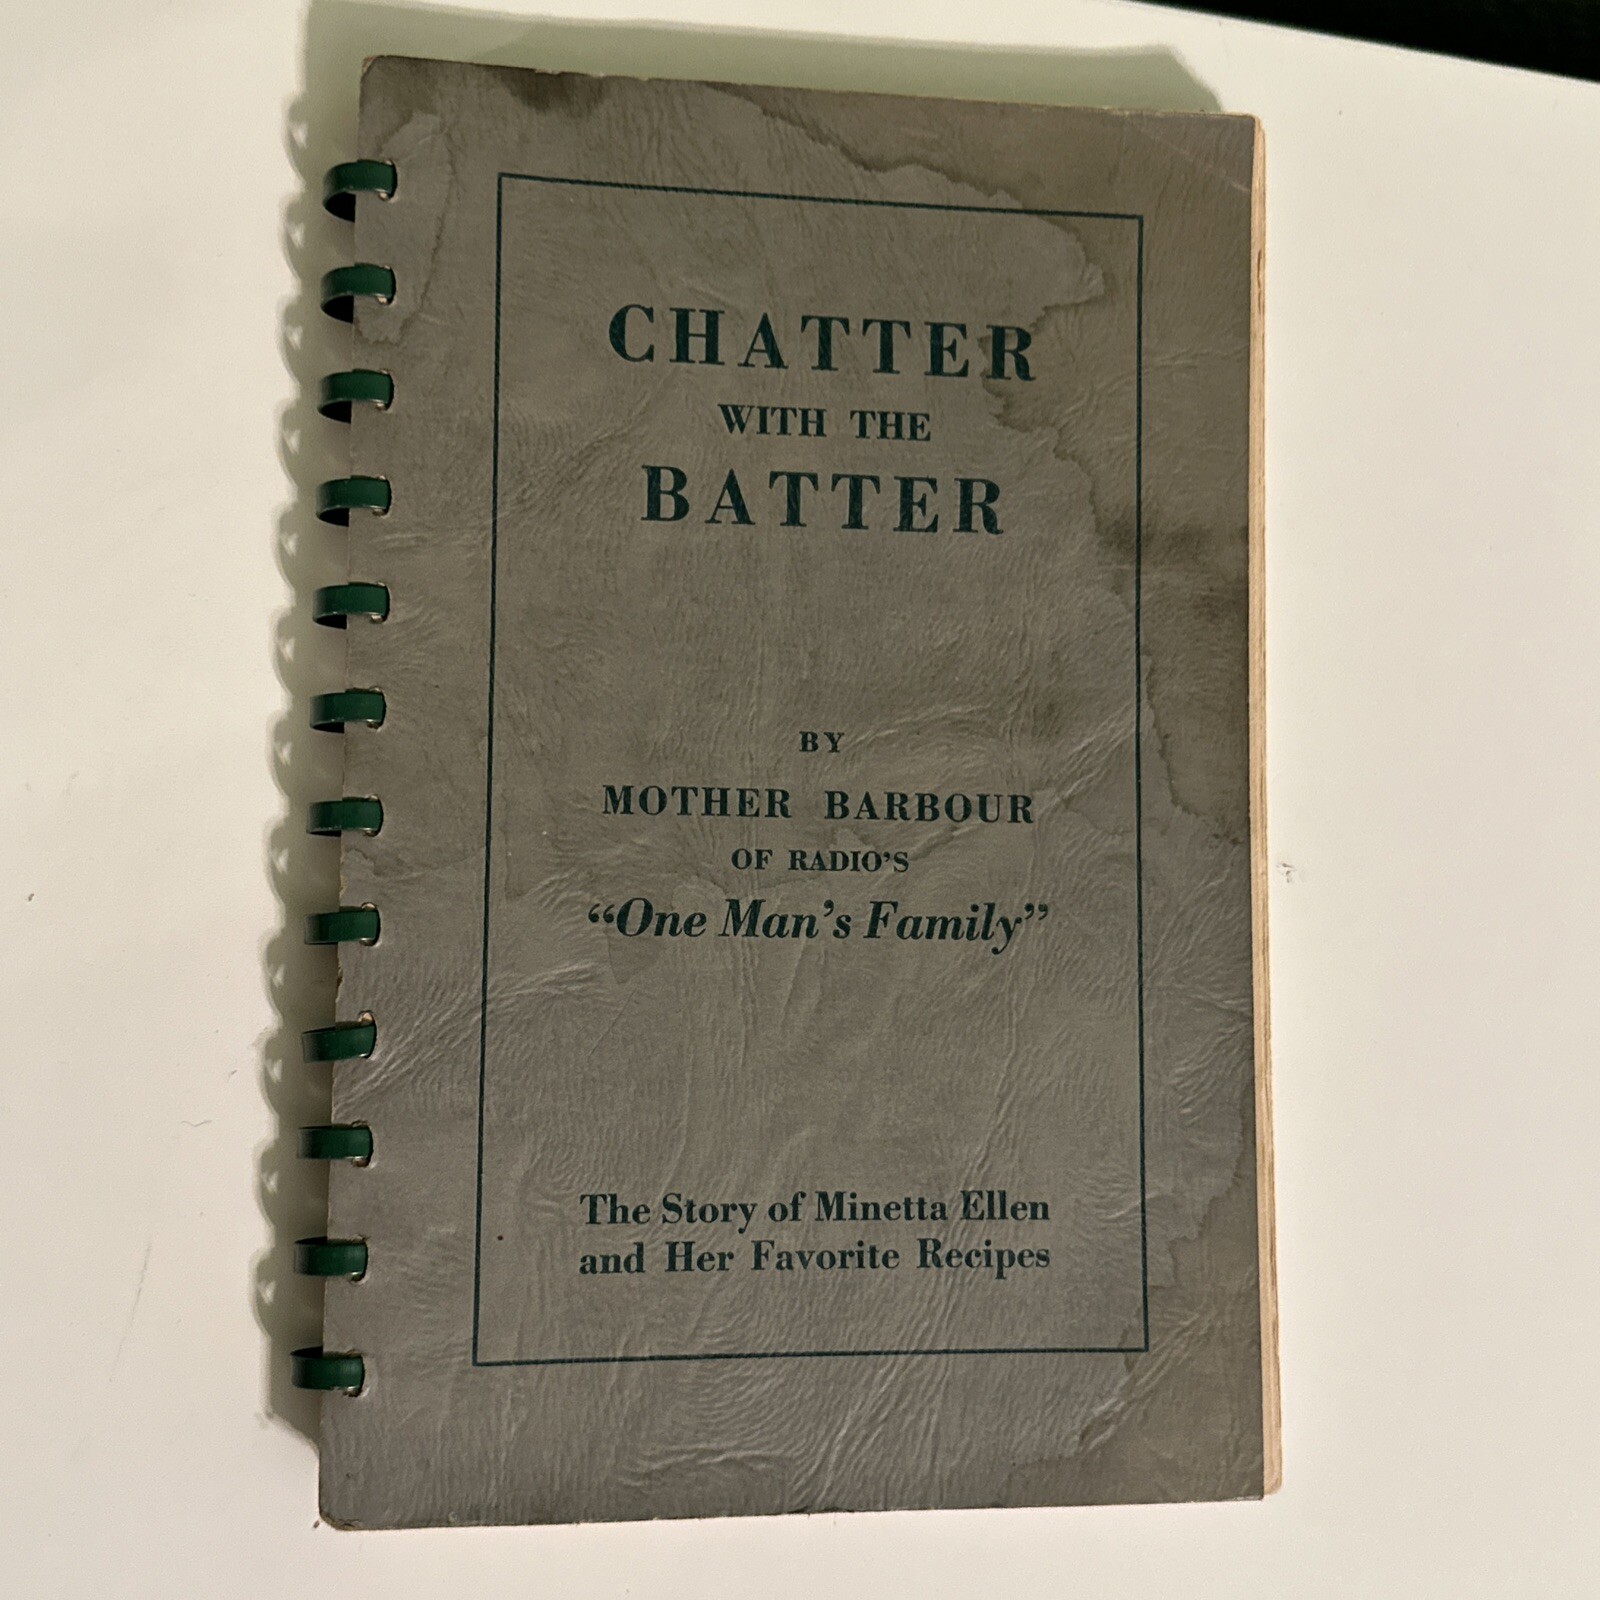 CHATTER
WITH THE
BATTER
BY
MOTHER BARBOUR
OF RADIO'S
“One Man's Family”
The Story of Minetta Ellen
and Her Favorite Recipes